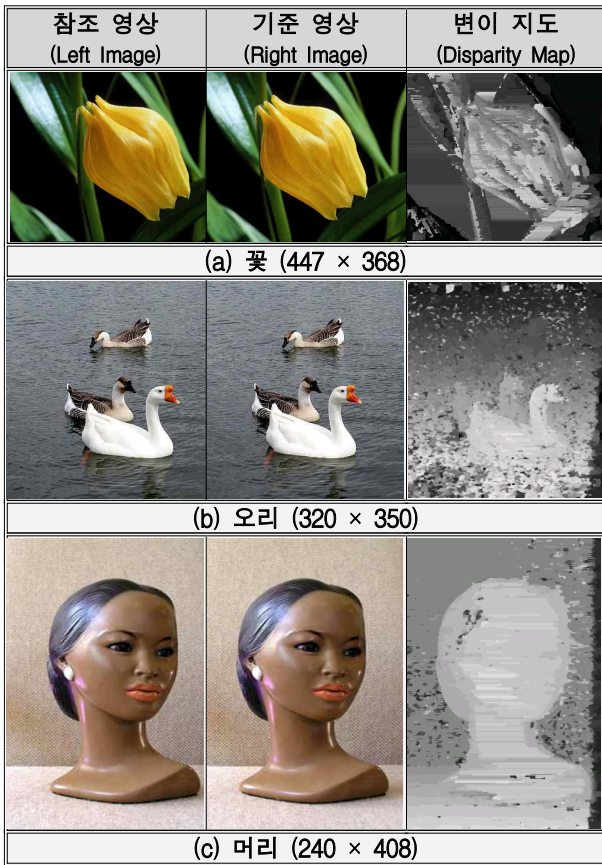 참조 영상 기준 영상 변이 지도
(Left Image) (Right Image) (Disparity Map)
(a) 꽃 (447 × 368)
(b) 오리 (320 × 350)
(c) 머리 (240 × 408)